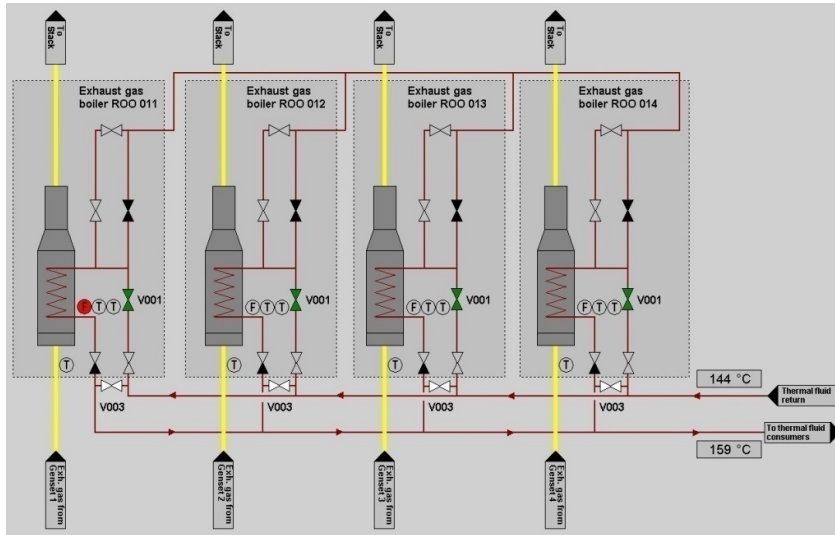 To
Stack
To
Stack
To
Stack
To
Stack
Exhaust gas
boiler ROO 011
Exhaust gas
boiler ROO 012
Exhaust gas
boiler ROO 013
Exhaust gas
boiler ROO 014
V001
V001
V001
V001
F T T
F T T
F T T
F T T
T
T
T
T
144 °C
Thermal fluid
return
V003
V003
V003
V003
To thermal fluid
consumers
159 °C
Exh. gas from
Genset 1
Exh. gas from
Genset 2
Exh. gas from
Genset 3
Exh. gas from
Genset 4